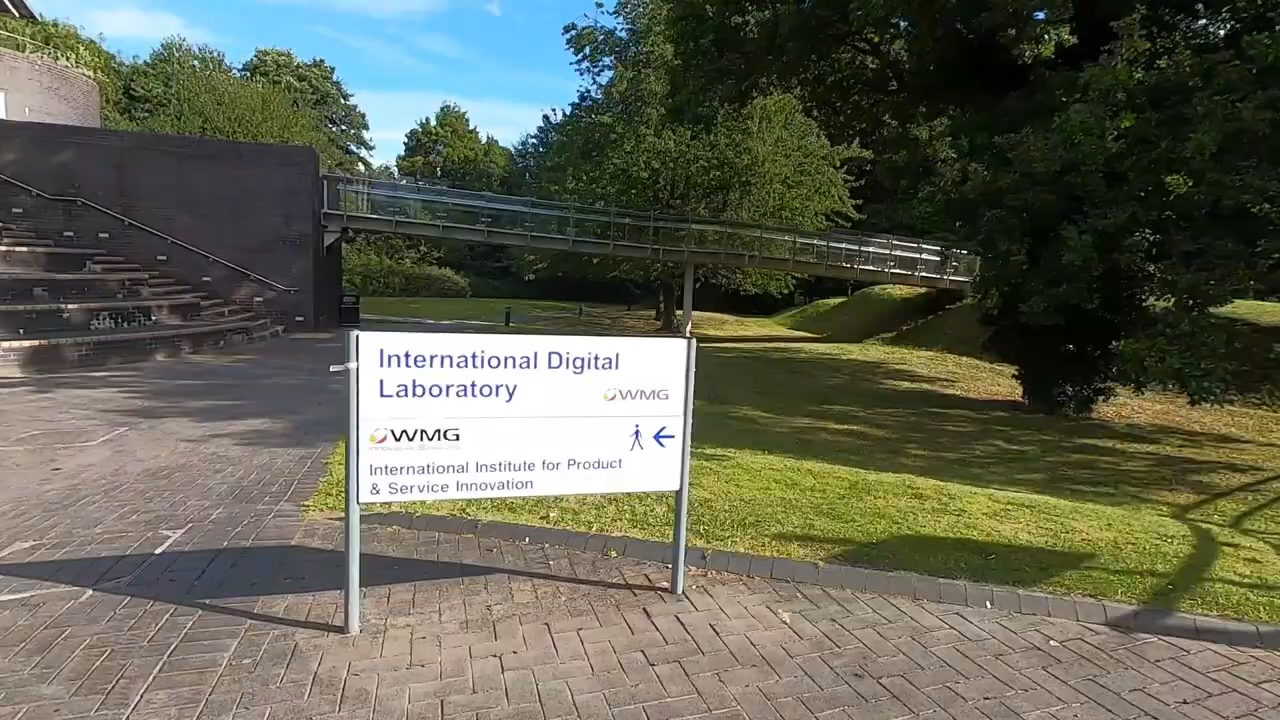 International Digital
Laboratory
WMG
WMG
International Institute for Product
& Service Innovation